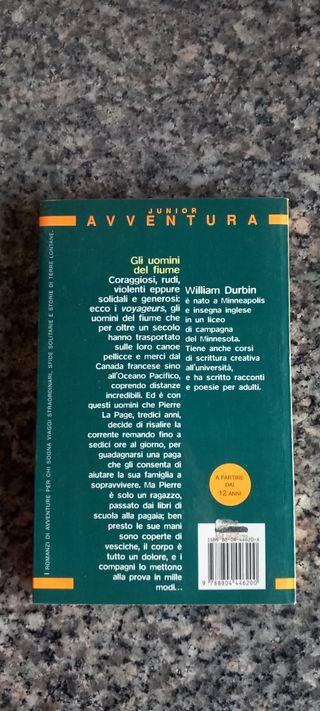 JUNIOR
AVVENTURA
Gli uomini
del fiume
Coraggiosi, rudi,
violenti eppure
solidali e generosi:
ecco i voyageurs, gli
uomini del fiume che
per oltre un secolo
hanno trasportato
sulle loro canoe
pellicce e merci dal
Canada francese sino
all'Oceano Pacifico,
coprendo distanze
incredibili. Ed è con
questi uomini che Pierre
La Page, tredici anni,
decide di risalire la
corrente remando fino a
sedici ore al giorno, per
guadagnarsi una paga
che gli consenta di
aiutare la sua famiglia a
sopravvivere. Ma Pierre
è solo un ragazzo,
passato dai libri di
scuola alla pagaia; ben
presto le sue mani
sono coperte di
vesciche, il corpo è
tutto un dolore, e i
compagni lo mettono
alla prova in mille
modi...
William Durbin
è nato a Minneapolis
e insegna inglese
in un liceo
di campagna
del Minnesota.
Tiene anche corsi
di scrittura creativa
all'università,
e ha scritto racconti
e poesie per adulti.
A PARTIRE
DAI
12 ANNI
ISBN 88-04-44620-X
9 788804 446200
I ROMANZI DI AVVENTURE PER CHI SOGNA VIAGGI STRAORDINARI, SFIDE SOLITARIE E STORIE DI TERRE LONTANE.